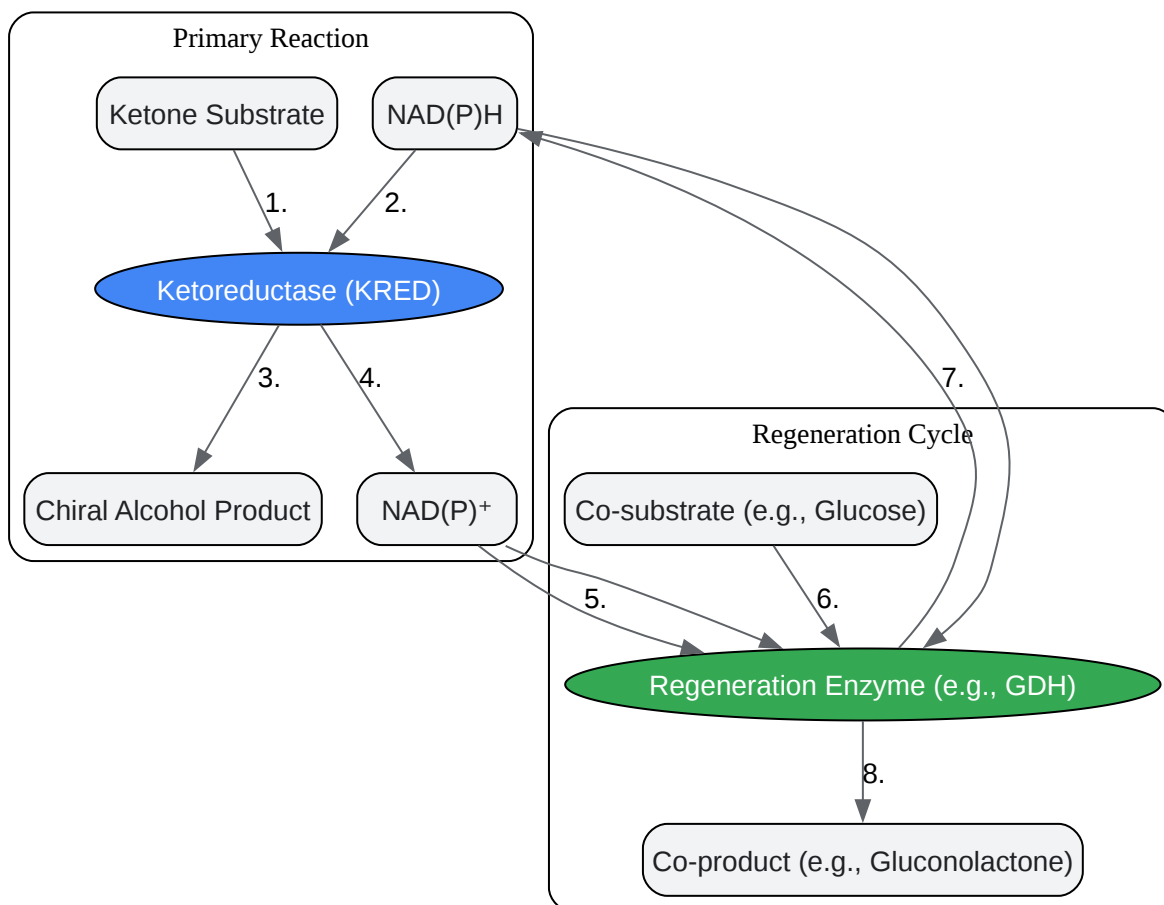 Primary Reaction
Ketone Substrate
NAD(P)H
1.
2.
Ketoreductase (KRED)
3.
4.
7.
Chiral Alcohol Product
NAD(P)⁺
Regeneration Cycle
Co-substrate (e.g., Glucose)
5.
6.
Regeneration Enzyme (e.g., GDH)
8.
Co-product (e.g., Gluconolactone)